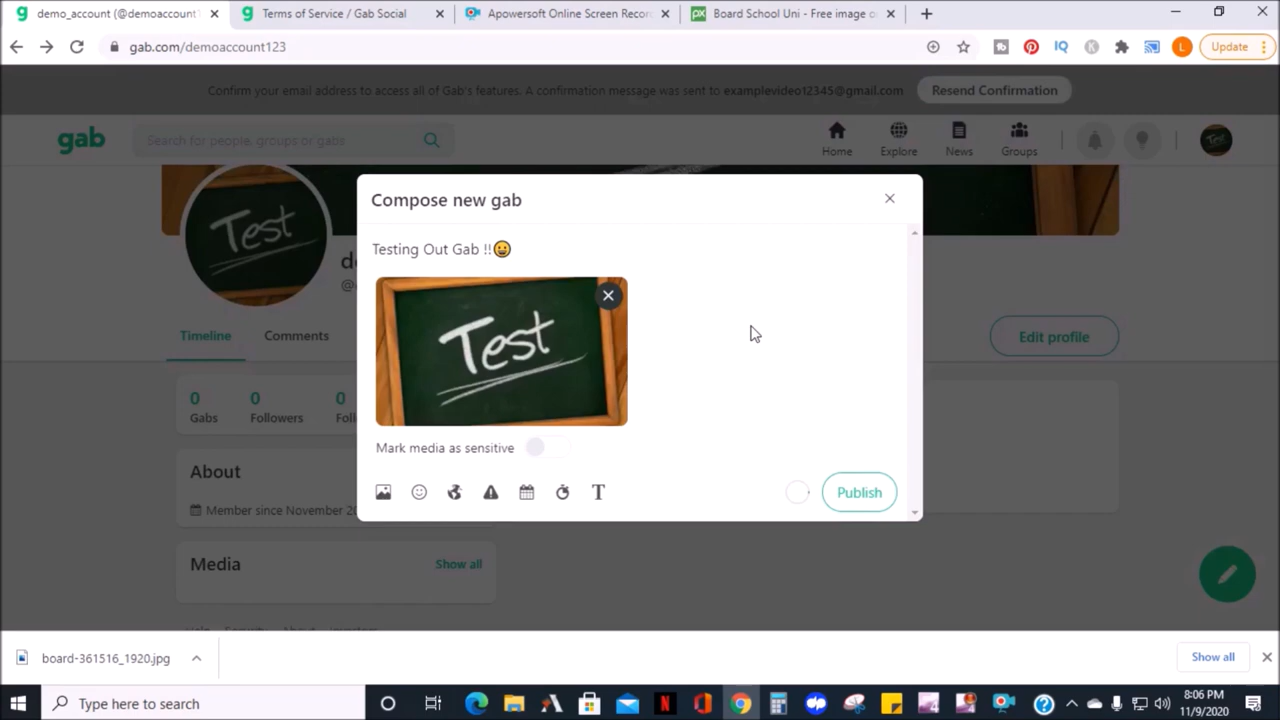 demo_account (@demoaccount
Terms of Service / Gab Social
Apowersoft Online Screen Recor
Board School Uni - Free image o
gab.com/demoaccount123
IQ
K
L
Update
Confirm your email address to access all of Gab's features. A confirmation message was sent to examplevideo12345@gmail.com
Resend Confirmation
gab
Search for people, groups or gabs
Home
Explore
News
Groups
Test
Compose new gab
Testing Out Gab !!😀
Test
Mark media as sensitive
T
Publish
Timeline
Comments
Edit profile
0
0
0
Gabs
Followers
About
Member since November
Media
Show all
board-361516_1920.jpg
Show all
Type here to search
8:06 PM
11/9/2020